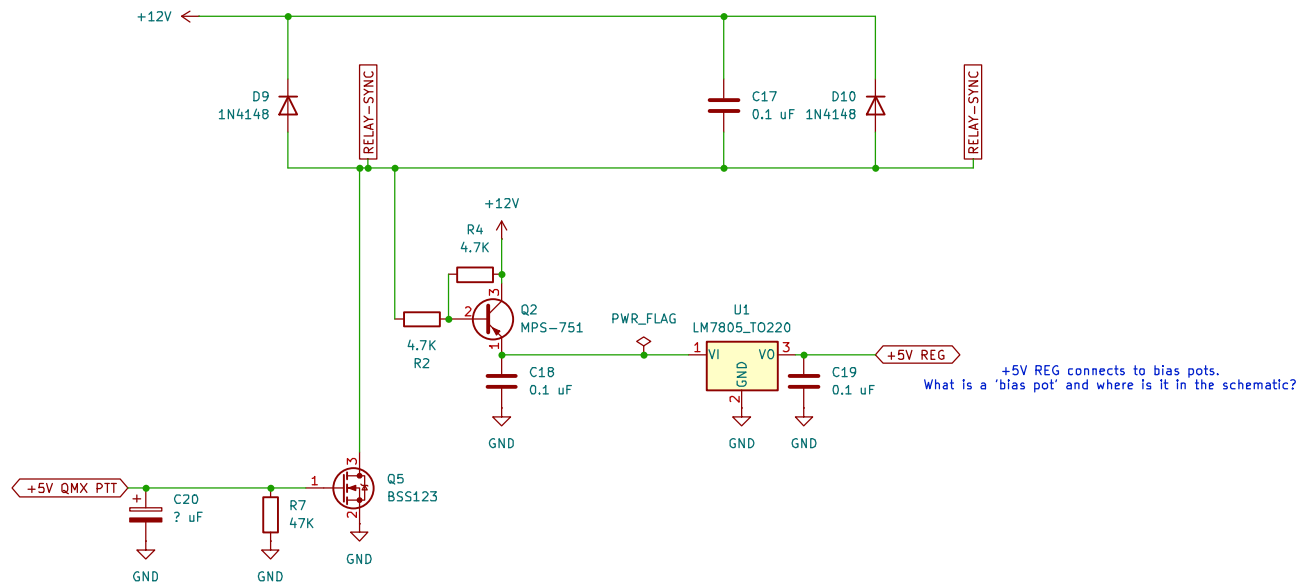 +12V
D9
1N4148
RELAY-SYNC
C17
0.1 uF
D10
1N4148
RELAY-SYNC
+12V
R4
4.7K
3
2
Q2
MPS-751
1
4.7K
R2
PWR_FLAG
U1
LM7805_TO220
1
VI
VO
3
GND
2
+5V REG
C18
0.1 uF
C19
0.1 uF
+5V REG connects to bias pots.
What is a 'bias pot' and where is it in the schematic?
GND
GND
GND
+5V QMX PTT
+
C20
? uF
R7
47K
1
3
2
Q5
BSS123
GND
GND
GND